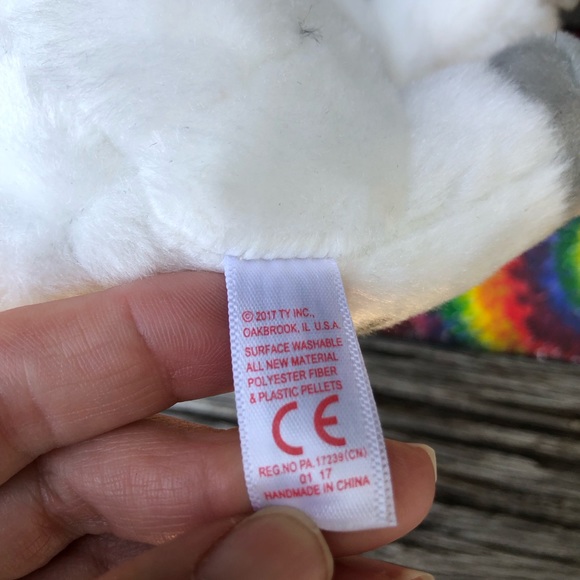 © 2017 TY INC.,
OAKBROOK, IL U.S.A.
SURFACE WASHABLE
ALL NEW MATERIAL
POLYESTER FIBER
& PLASTIC PELLETS
CE
REG.NO PA.17239(CN)
01 17
HANDMADE IN CHINA